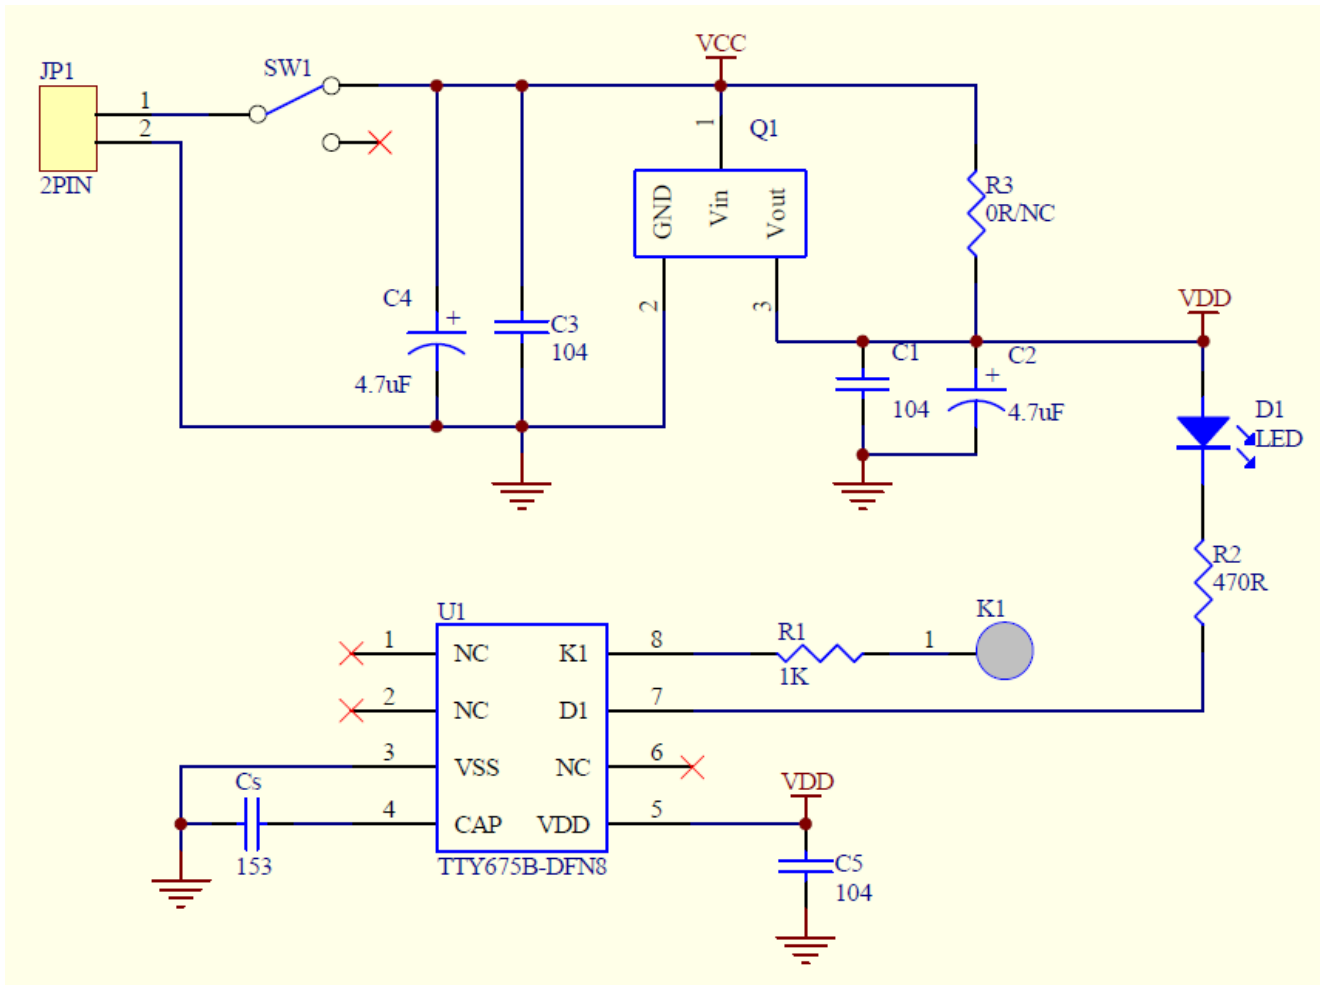 VCC
JP1
SW1
1
2
2PIN
1
Q1
GND
Vin
Vout
2
3
R3
0R/NC
C4
+
4.7uF
C3
104
VDD
C1
104
C2
+
4.7uF
D1
LED
R2
470R
U1
1
NC
K1
8
R1
1K
1
K1
2
NC
D1
7
3
VSS
NC
6
4
CAP
VDD
5
TTY675B-DFN8
Cs
153
VDD
C5
104